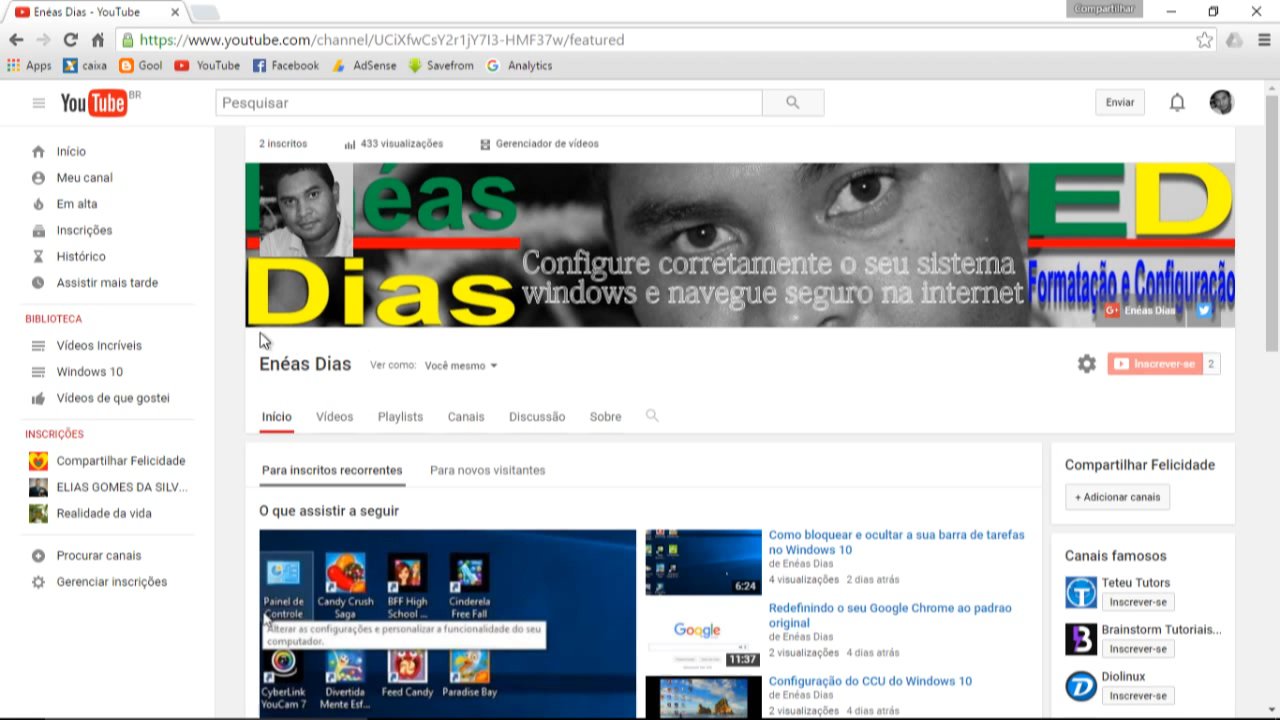 Enéas Dias - YouTube
Compartilhar
https://www.youtube.com/channel/UCiXfwCsY2r1jY7I3-HMF37w/featured
Apps caixa Gool YouTube Facebook AdSense Savefrom Analytics
YouTube BR
Pesquisar
Enviar
Início
Meu canal
Em alta
Inscrições
Histórico
Assistir mais tarde
BIBLIOTECA
Vídeos Incríveis
Windows 10
Vídeos de que gostei
INSCRIÇÕES
Compartilhar Felicidade
ELIAS GOMES DA SILV...
Realidade da vida
Procurar canais
Gerenciar inscrições
2 inscritos 433 visualizações Gerenciador de vídeos
Enéas
Dias
Configure corretamente o seu sistema
windows e navegue seguro na internet
ED
Formatação e Configuração
Enéas Dias
Enéas Dias Ver como: Você mesmo
Inscrever-se 2
Início Vídeos Playlists Canais Discussão Sobre
Para inscritos recorrentes Para novos visitantes
O que assistir a seguir
Painel de
Controle
Candy Crush
Saga
BFF High
School ...
Cinderela
Free Fall
Alterar as configurações e personalizar a funcionalidade do seu
computador.
CyberLink
YouCam 7
Divertida
Mente Esf...
Feed Candy
Paradise Bay
6:24
Como bloquear e ocultar a sua barra de tarefas
no Windows 10
de Enéas Dias
4 visualizações 2 dias atrás
Google
11:37
Redefinindo o seu Google Chrome ao padrao
original
de Enéas Dias
2 visualizações 4 dias atrás
Configuração do CCU do Windows 10
de Enéas Dias
2 visualizações 4 dias atrás
Compartilhar Felicidade
+ Adicionar canais
Canais famosos
Teteu Tutors
Inscrever-se
Brainstorm Tutoriais...
Inscrever-se
Diolinux
Inscrever-se